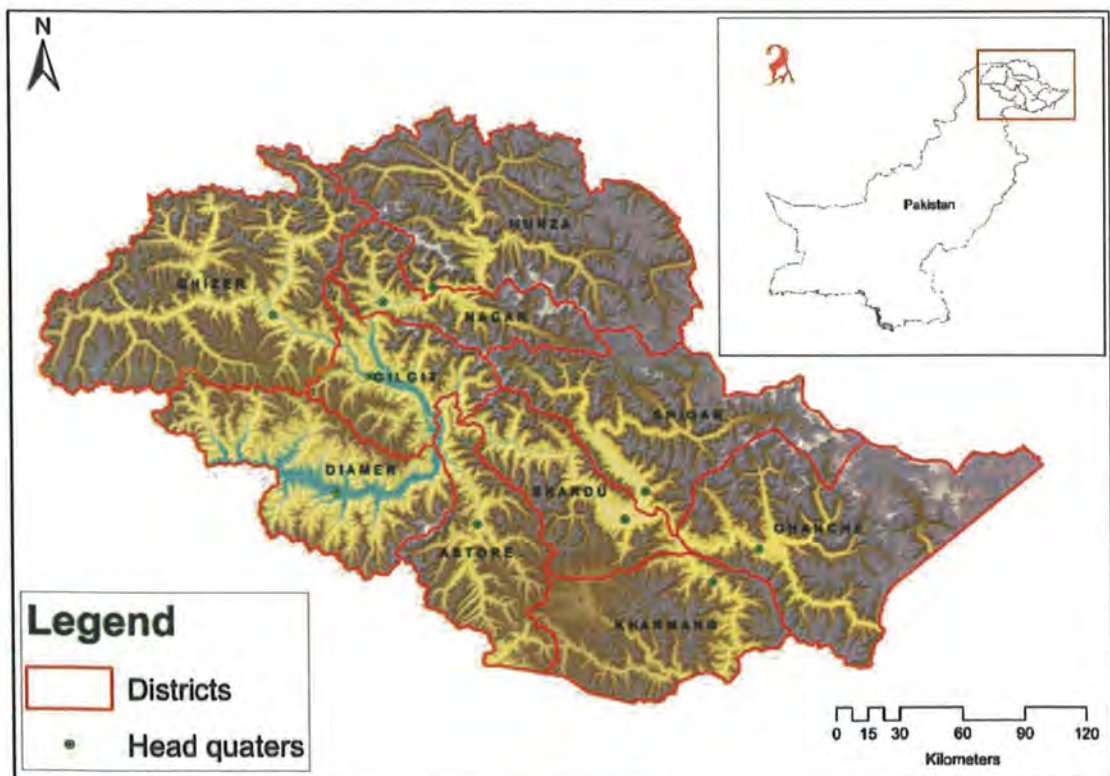 N
Pakistan
HUNZA
GHIZER
NAGAR
GILGIT
SHIGAR
DIAMER
SKARDU
GHANCHE
ASTORE
KHARMANG
Legend
Districts
Head quaters
0 15 30 60 90 120
Kilometers